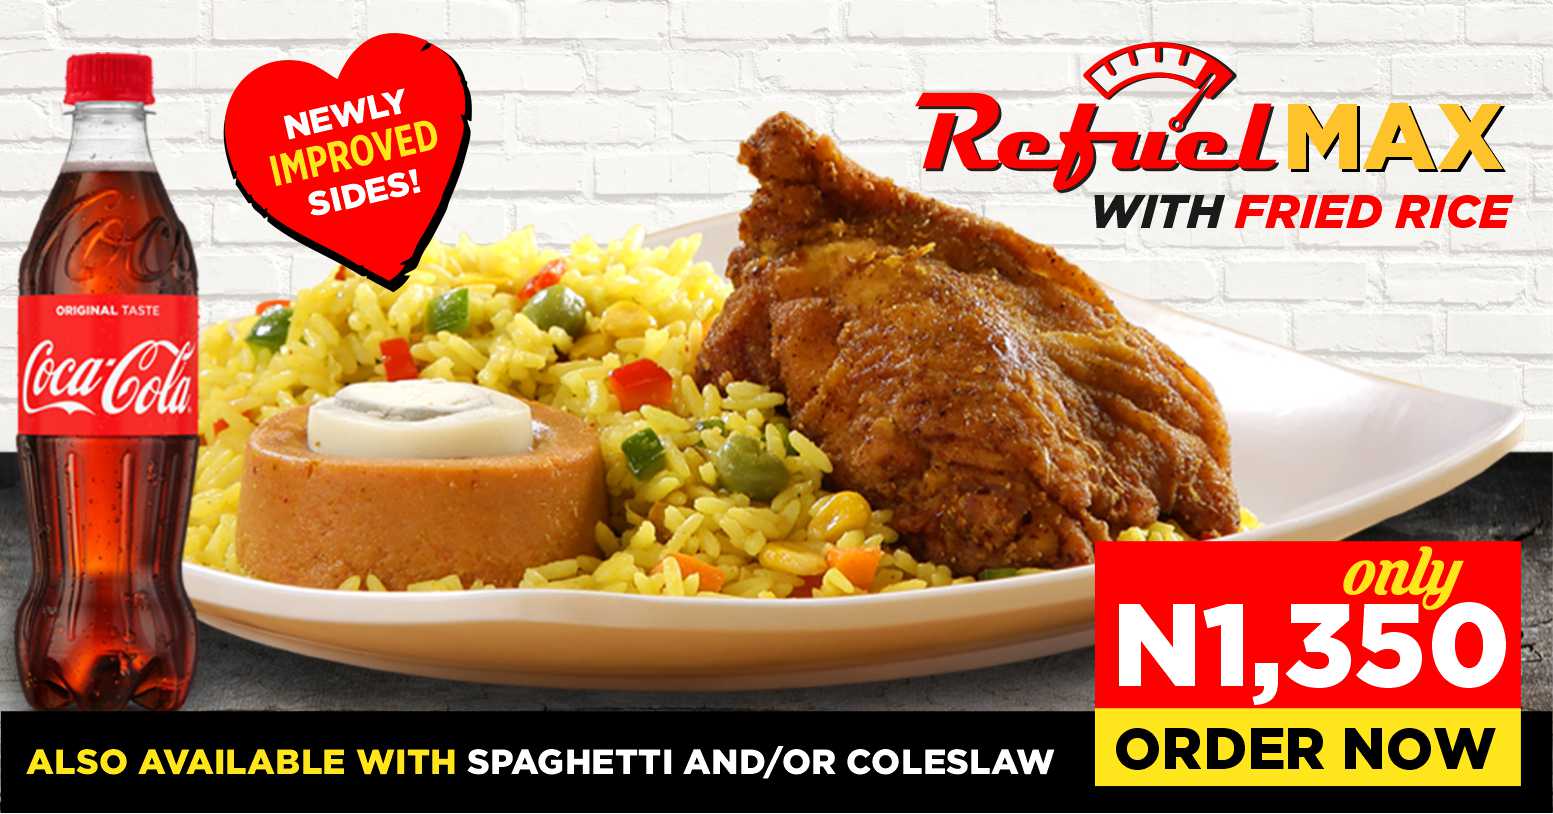 NEWLY
IMPROVED
SIDES!
RefuelMAX
WITH FRIED RICE
ORIGINAL TASTE
Coca-Cola
only
N1,350
ORDER NOW
ALSO AVAILABLE WITH SPAGHETTI AND/OR COLESLAW